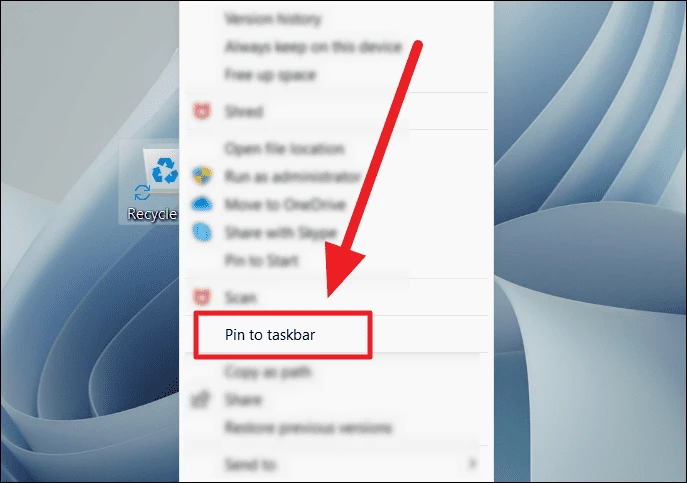 Version history
Always keep on this device
Free up space
Shred
Open file location
Run as administrator
Move to OneDrive
Share with Skype
Pin to Start
Recycle
Scan
Pin to taskbar
Copy as path
Share
Restore previous versions
Send to